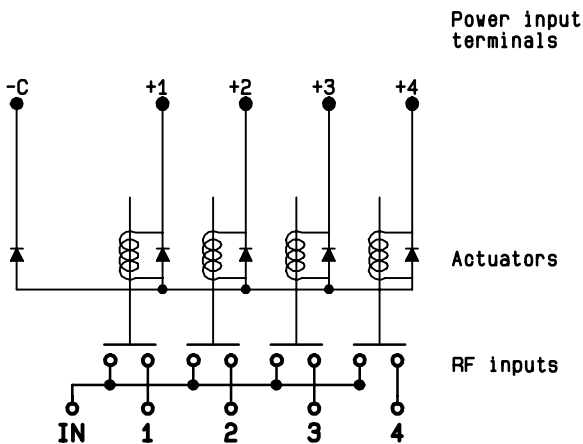 Power input
terminals
-C +1 +2 +3 +4
Actuators
RF inputs
IN 1 2 3 4